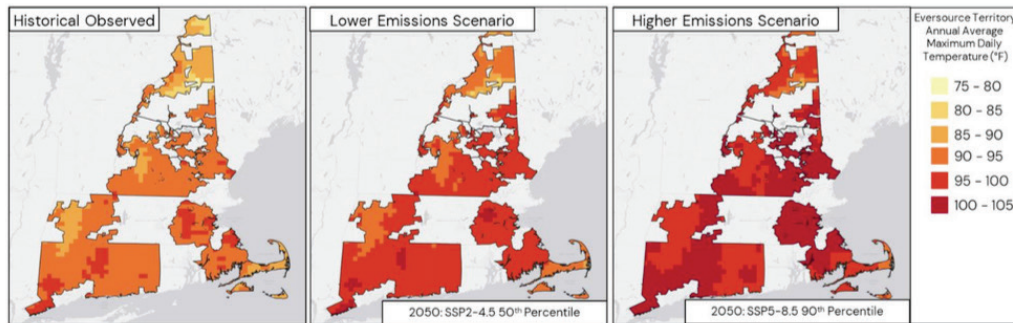 Historical Observed
Lower Emissions Scenario
2050: SSP2-4.5 50th Percentile
Higher Emissions Scenario
2050: SSP5-8.5 90th Percentile
Eversource Territory
Annual Average
Maximum Daily
Temperature (°F)
75 - 80
80 - 85
85 - 90
90 - 95
95 - 100
100 - 105